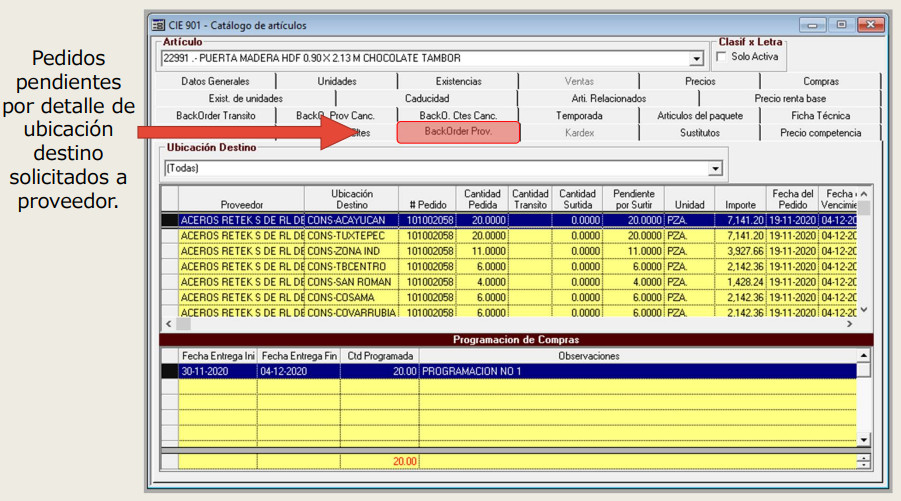 Pedidos
pendientes
por detalle de
ubicación
destino
solicitados a
proveedor.
CIE 901 - Catálogo de artículos
Artículo
Clasif x Letra
22991 .- PUERTA MADERA HDF 0.90 X 2.13 M CHOCOLATE TAMBOR
Solo Activa
Datos Generales Unidades Existencias Ventas Precios Compras
Exist. de unidades Caducidad Arti. Relacionados Precio renta base
BackOrder Transito BackO. Prov Canc. BackO. Ctes Canc. Temporada Articulos del paquete Ficha Técnica
Ctes BackOrder Prov. Kardex Sustitutos Precio competencia
Ubicación Destino
(Todas)
Proveedor Ubicación Destino # Pedido Cantidad Pedida Cantidad Transito Cantidad Surtida Pendiente por Surtir Unidad Importe Fecha del Pedido Fecha Vencimie
ACEROS RETEK S DE RL DE CONS-ACAYUCAN 101002058 20.0000 0.0000 20.0000 PZA. 7,141.20 19-11-2020 04-12-20
ACEROS RETEK S DE RL DE CONS-TUXTEPEC 101002058 20.0000 0.0000 20.0000 PZA. 7,141.20 19-11-2020 04-12-20
ACEROS RETEK S DE RL DE CONS-ZONA IND 101002058 11.0000 0.0000 11.0000 PZA. 3,927.66 19-11-2020 04-12-20
ACEROS RETEK S DE RL DE CONS-TBCENTRO 101002058 6.0000 0.0000 6.0000 PZA. 2,142.36 19-11-2020 04-12-20
ACEROS RETEK S DE RL DE CONS-SAN ROMAN 101002058 4.0000 0.0000 4.0000 PZA. 1,428.24 19-11-2020 04-12-20
ACEROS RETEK S DE RL DE CONS-COSAMA 101002058 6.0000 0.0000 6.0000 PZA. 2,142.36 19-11-2020 04-12-20
ACEROS RETEK S DE RL DE CONS-COVARRUBIA 101002058 6.0000 0.0000 6.0000 PZA. 2,142.36 19-11-2020 04-12-20
Programacion de Compras
Fecha Entrega Ini Fecha Entrega Fin Ctd Programada Observaciones
30-11-2020 04-12-2020 20.00 PROGRAMACION NO 1
20.00